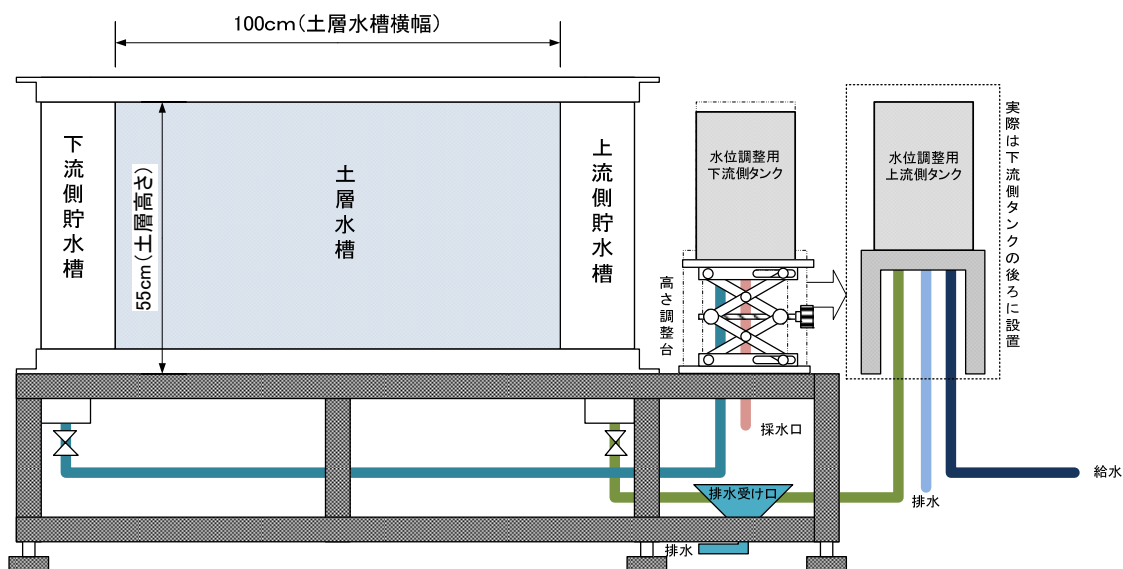 100cm(土層水槽横幅)
下流側貯水槽
55cm(土層高さ)
土層水槽
上流側貯水槽
水位調整用
下流側タンク
水位調整用
上流側タンク
実際は下流側タンクの後ろに設置
高さ調整台
採水口
給水
排水受け口
排水
排水